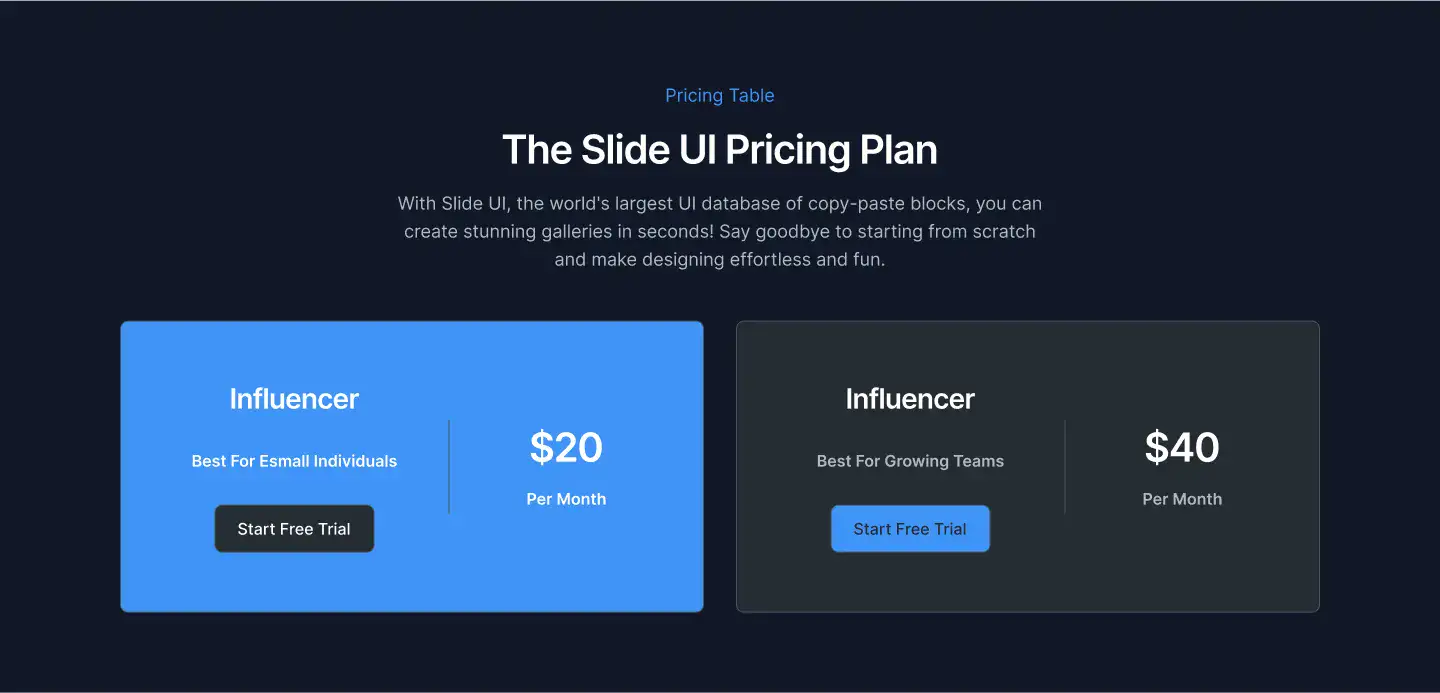 Pricing Table
The Slide UI Pricing Plan
With Slide UI, the world's largest UI database of copy-paste blocks, you can
create stunning galleries in seconds! Say goodbye to starting from scratch
and make designing effortless and fun.
Influencer
Best For Esmall Individuals
Start Free Trial
$20
Per Month
Influencer
Best For Growing Teams
Start Free Trial
$40
Per Month